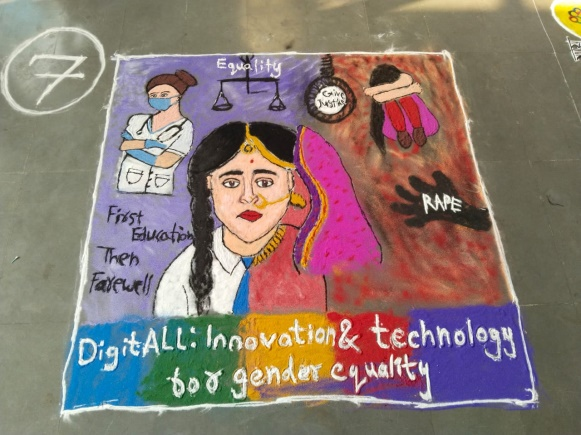 7
Equality
Give
Justice
RAPE
First
Education
Then
Farewell
DigitALL: Innovation & technology
for gender equality